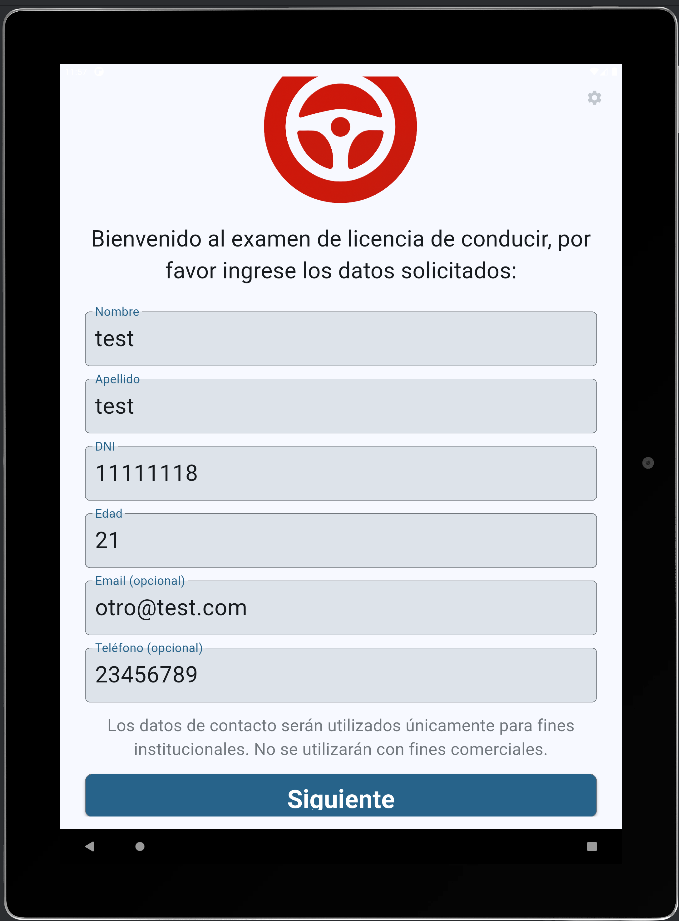 Bienvenido al examen de licencia de conducir, por
favor ingrese los datos solicitados:
Nombre
test
Apellido
test
DNI
11111118
Edad
21
Email (opcional)
otro@test.com
Teléfono (opcional)
23456789
Los datos de contacto serán utilizados únicamente para fines
institucionales. No se utilizarán con fines comerciales.
Siguiente